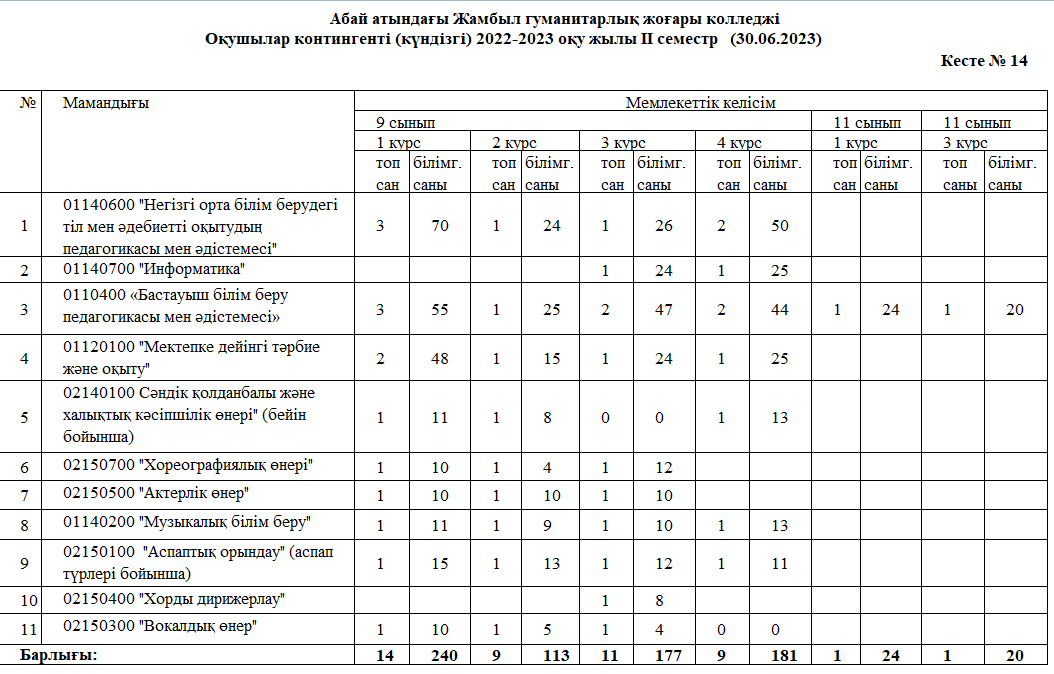 Абай атындағы Жамбыл гуманитарлық жоғары колледжі
Оқушылар контингенті (күндізгі) 2022-2023 оқу жылы II семестр (30.06.2023)
Кесте № 14
№ Мамандығы Мемлекеттік келісім
9 сынып 11 сынып 11 сынып
1 курс 2 курс 3 курс 4 курс 1 курс 3 курс
топ білімг. топ білімг. топ білімг. топ білімг. топ білімг. топ білімг.
сан саны сан саны сан саны сан саны сан саны саны саны
01140600 "Негізгі орта білім берудегі
1 тіл мен әдебиетті оқытудың 3 70 1 24 1 26 2 50
педагогикасы мен әдістемесі"
2 01140700 "Информатика" 1 24 1 25
0110400 «Бастауыш білім беру
3 педагогикасы мен әдістемесі» 3 55 1 25 2 47 2 44 1 24 1 20
01120100 "Мектепке дейінгі тәрбие
4 және оқыту" 2 48 1 15 1 24 1 25
02140100 Сәндік қолданбалы және
5 халықтық кәсіпшілік өнері" (бейін 1 11 1 8 0 0 1 13
бойынша)
6 02150700 "Хореографиялық өнері" 1 10 1 4 1 12
7 02150500 "Актерлік өнер" 1 10 1 10 1 10
8 01140200 "Музыкалық білім беру" 1 11 1 9 1 10 1 13
02150100 "Аспаптық орындау" (аспап
9 түрлері бойынша) 1 15 1 13 1 12 1 11
10 02150400 "Хорды дирижерлау" 1 8
11 02150300 "Вокалдық өнер" 1 10 1 5 1 4 0 0
Барлығы: 14 240 9 113 11 177 9 181 1 24 1 20